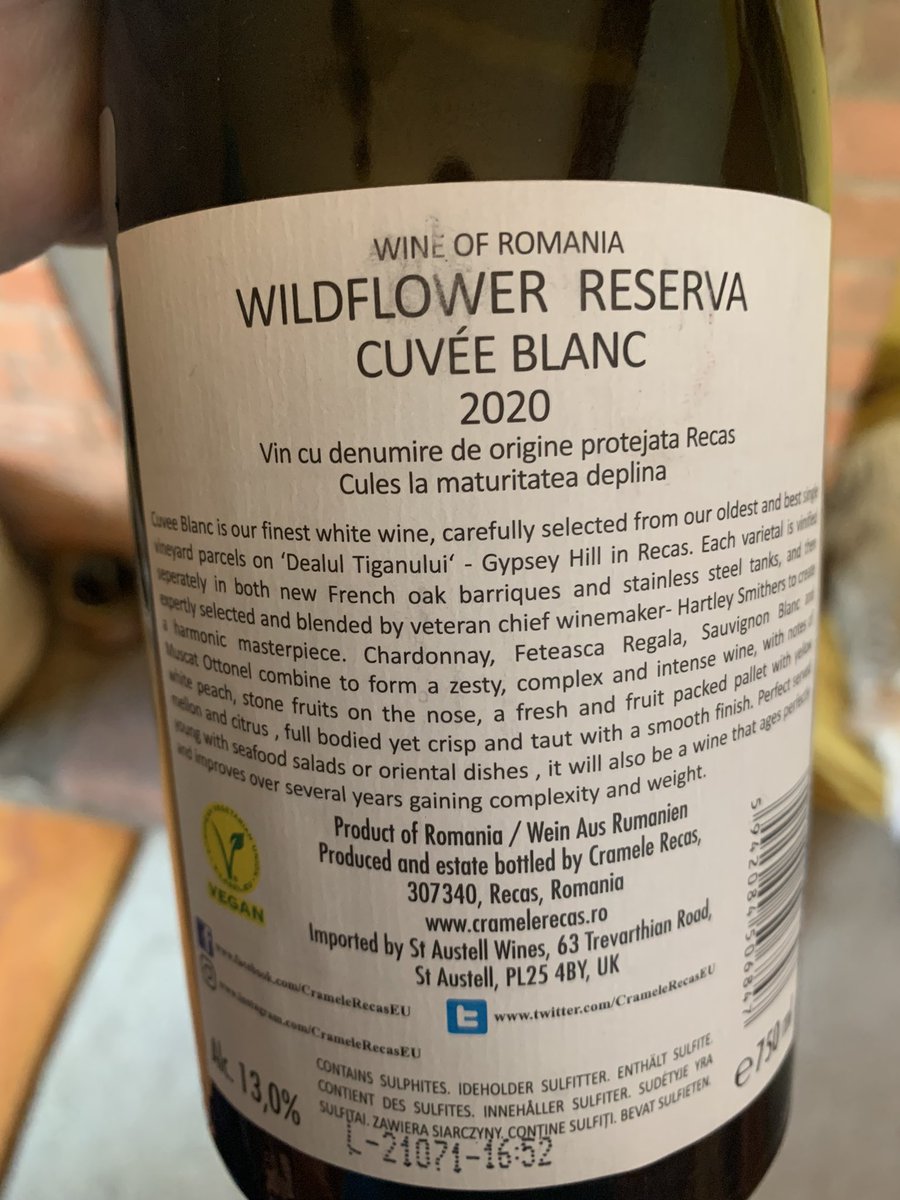 WINE OF ROMANIA
WILDFLOWER RESERVA
CUVÉE BLANC
2020
Vin cu denumire de origine protejata Recas
Cules la maturitatea deplina
Cuvee Blanc is our finest white wine, carefully selected from our oldest and best single
vineyard parcels on ‘Dealul Tiganului‘ - Gypsey Hill in Recas. Each varietal is vinified
seperately in both new French oak barriques and stainless steel tanks, and then
expertly selected and blended by veteran chief winemaker- Hartley Smithers to create
a harmonic masterpiece. Chardonnay, Feteasca Regala, Sauvignon Blanc and
Muscat Ottonel combine to form a zesty, complex and intense wine, with notes of
white peach, stone fruits on the nose, a fresh and fruit packed pallet with yellow
mellon and citrus , full bodied yet crisp and taut with a smooth finish. Perfect served
young with seafood salads or oriental dishes , it will also be a wine that ages perfectly
and improves over several years gaining complexity and weight.
VEGAN
Product of Romania / Wein Aus Rumanien
Produced and estate bottled by Cramele Recas,
307340, Recas, Romania
www.cramelerecas.ro
Imported by St Austell Wines, 63 Trevarthian Road,
St Austell, PL25 4BY, UK
www.facebook.com/CrameleRecasEU
www.instagram.com/CrameleRecasEU
www.twitter.com/CrameleRecasEU
5942084506847
Alc. 13,0%
CONTAINS SULPHITES. IDEHOLDER SULFITTER. ENTHÄLT SULFITE.
CONTIENT DES SULFITES. INNEHÅLLER SULFITER. SUDĖTYJE YRA
SULFITAI. ZAWIERA SIARCZYNY. CONȚINE SULFIȚI. BEVAT SULFIETEN.
e 750 ml
L-21071-16:52